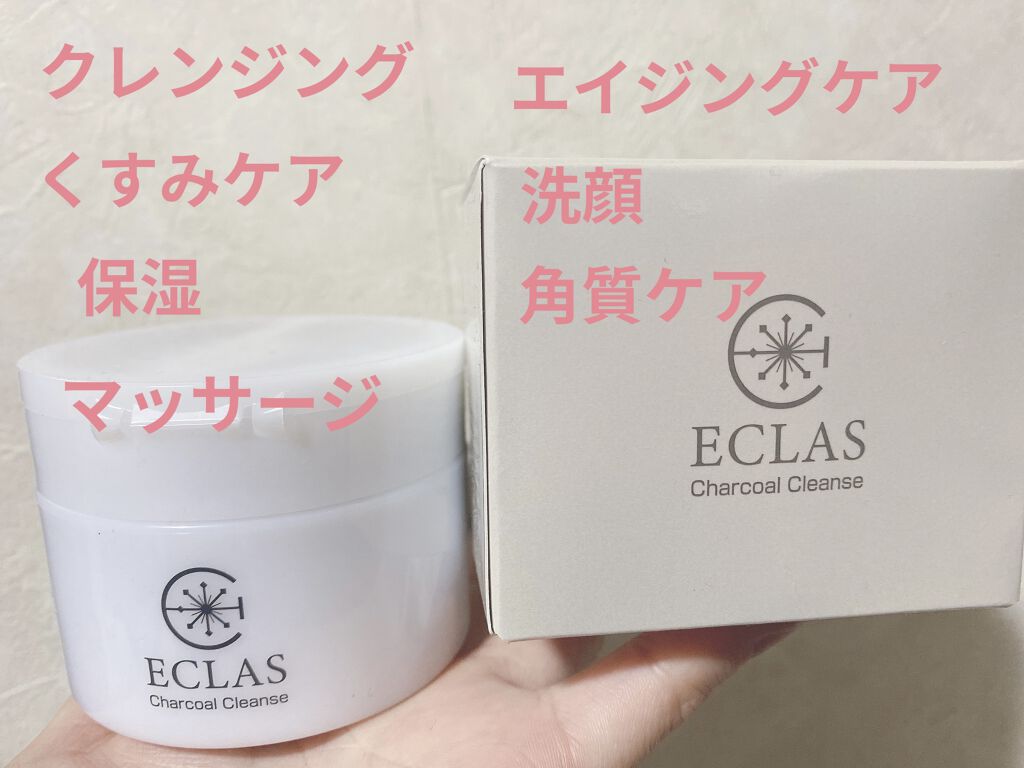 クレンジング
くすみケア
保湿
マッサージ
エイジングケア
洗顔
角質ケア
ECLAS
Charcoal Cleanse
ECLAS
Charcoal Cleanse